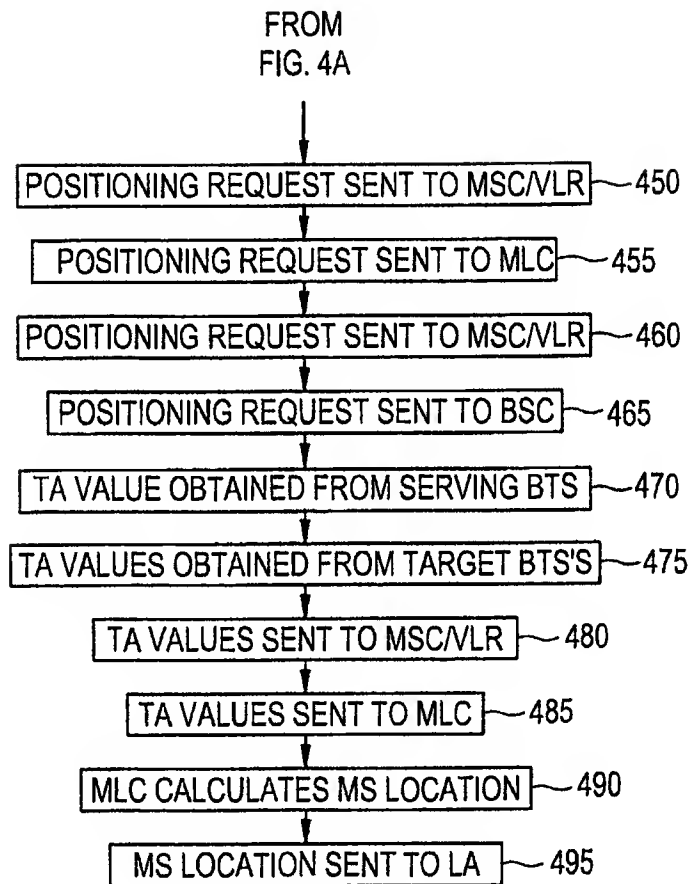 FROM
FIG. 4A
POSITIONING REQUEST SENT TO MSC/VLR 450
POSITIONING REQUEST SENT TO MLC 455
POSITIONING REQUEST SENT TO MSC/VLR 460
POSITIONING REQUEST SENT TO BSC 465
TA VALUE OBTAINED FROM SERVING BTS 470
TA VALUES OBTAINED FROM TARGET BTS'S 475
TA VALUES SENT TO MSC/VLR 480
TA VALUES SENT TO MLC 485
MLC CALCULATES MS LOCATION 490
MS LOCATION SENT TO LA 495